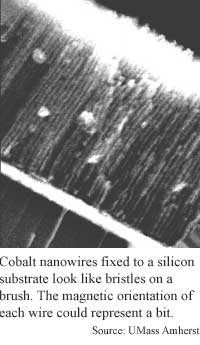 Cobalt nanowires fixed to a silicon
substrate look like bristles on a
brush. The magnetic orientation of
each wire could represent a bit.
Source: UMass Amherst